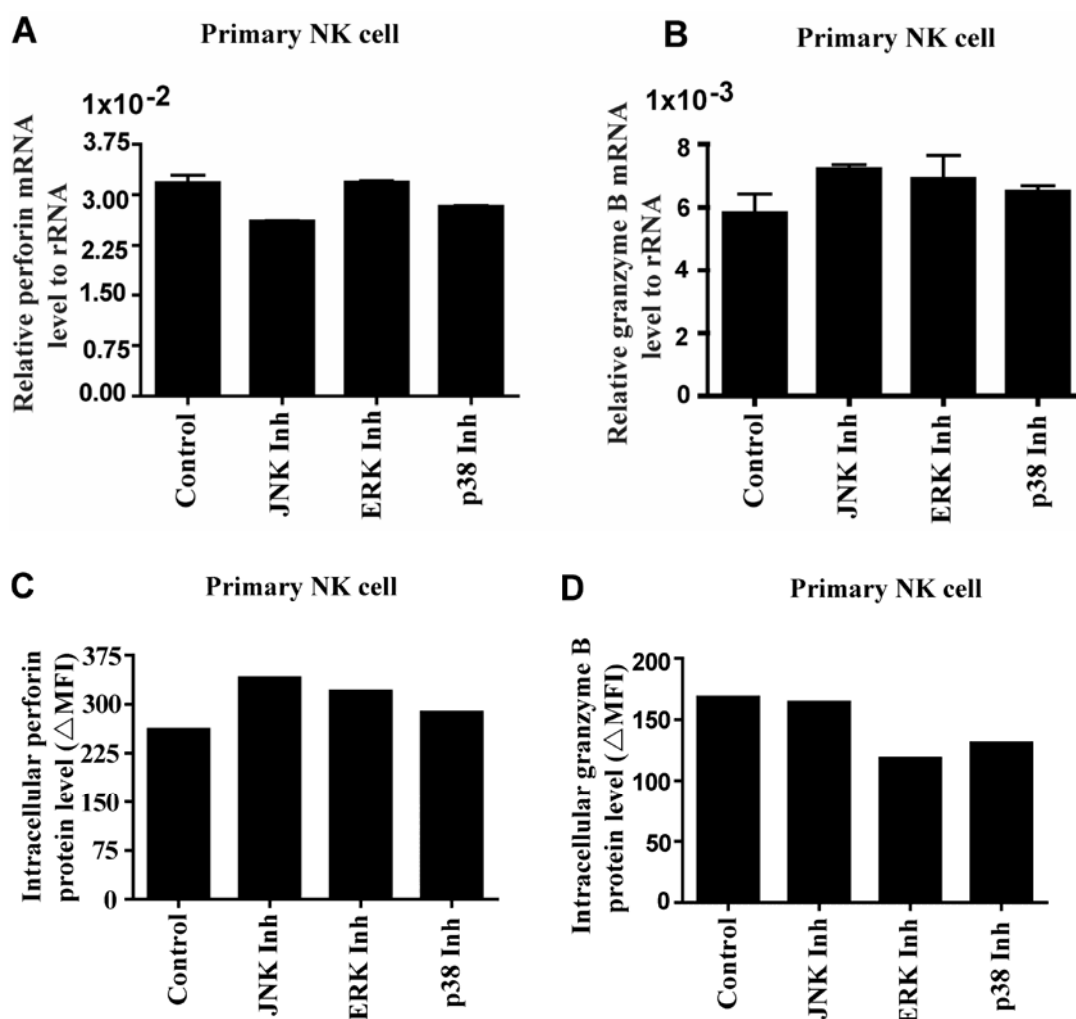 A
Primary NK cell
1x10-2
Relative perforin mRNA
level to rRNA
3.75
3.00
2.25
1.50
0.75
0.00
Control
JNK Inh
ERK Inh
p38 Inh
B
Primary NK cell
1x10-3
Relative granzyme B mRNA
level to rRNA
8
6
4
2
0
Control
JNK Inh
ERK Inh
p38 Inh
C
Primary NK cell
Intracellular perforin
protein level (△MFI)
375
300
225
150
75
0
Control
JNK Inh
ERK Inh
p38 Inh
D
Primary NK cell
Intracellular granzyme B
protein level (△MFI)
200
150
100
50
0
Control
JNK Inh
ERK Inh
p38 Inh